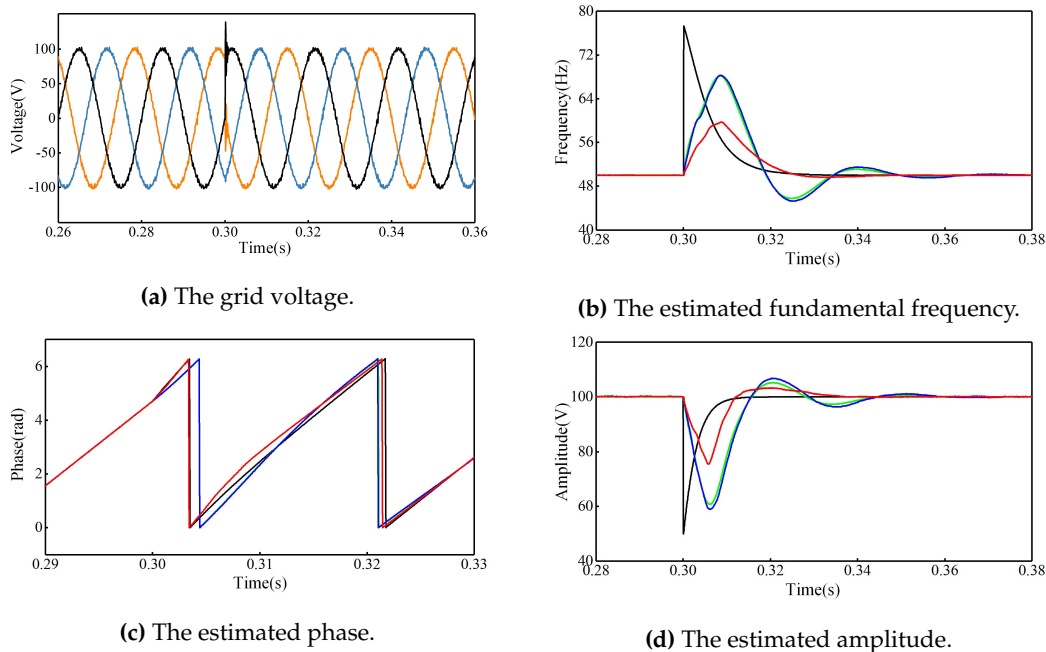 Voltage(V)
100
50
0
-50
-100
0.26 0.28 0.30 0.32 0.34 0.36
Time(s)
(a) The grid voltage.
Frequency(Hz)
80
72
64
56
48
40
0.28 0.30 0.32 0.34 0.36 0.38
Time(s)
(b) The estimated fundamental frequency.
Phase(rad)
6
4
2
0
0.29 0.30 0.31 0.32 0.33
Time(s)
(c) The estimated phase.
Amplitude(V)
120
100
80
60
40
0.28 0.30 0.32 0.34 0.36 0.38
Time(s)
(d) The estimated amplitude.